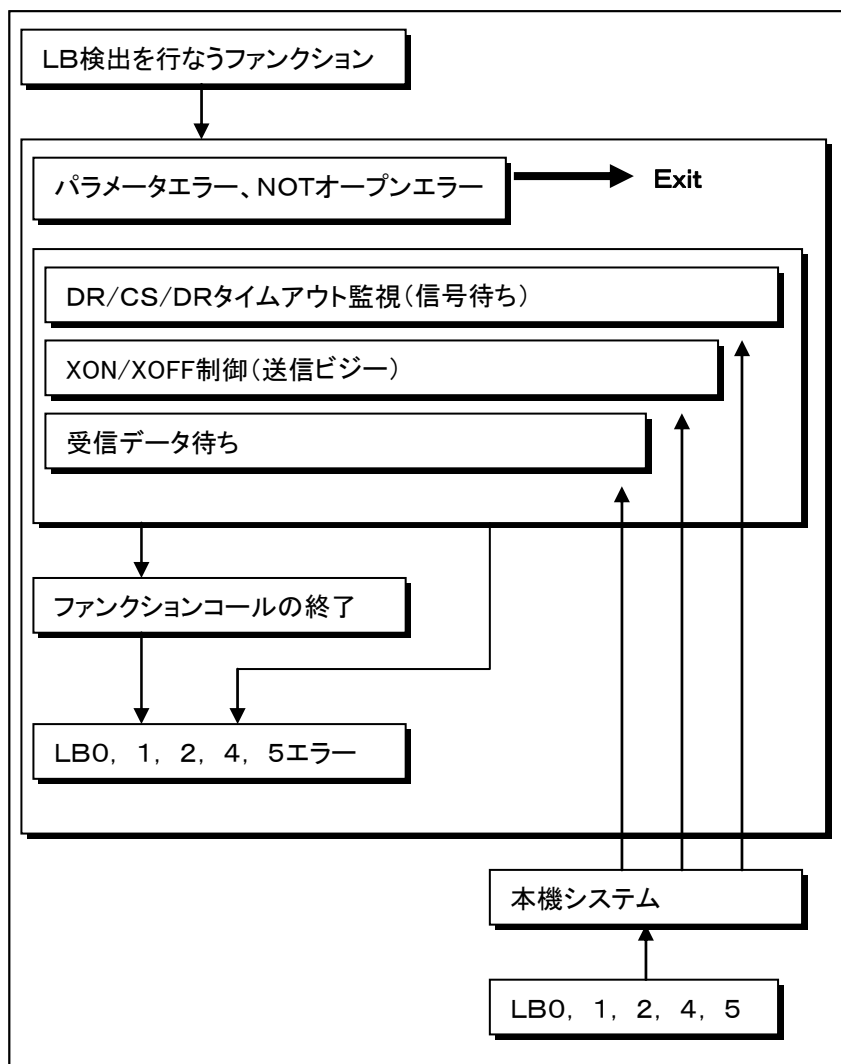 LB検出を行なうファンクション
パラメータエラー、NOTオープンエラー
Exit
DR/CS/DRタイムアウト監視(信号待ち)
XON/XOFF制御(送信ビジー)
受信データ待ち
ファンクションコールの終了
LB0, 1, 2, 4, 5エラー
本機システム
LB0, 1, 2, 4, 5